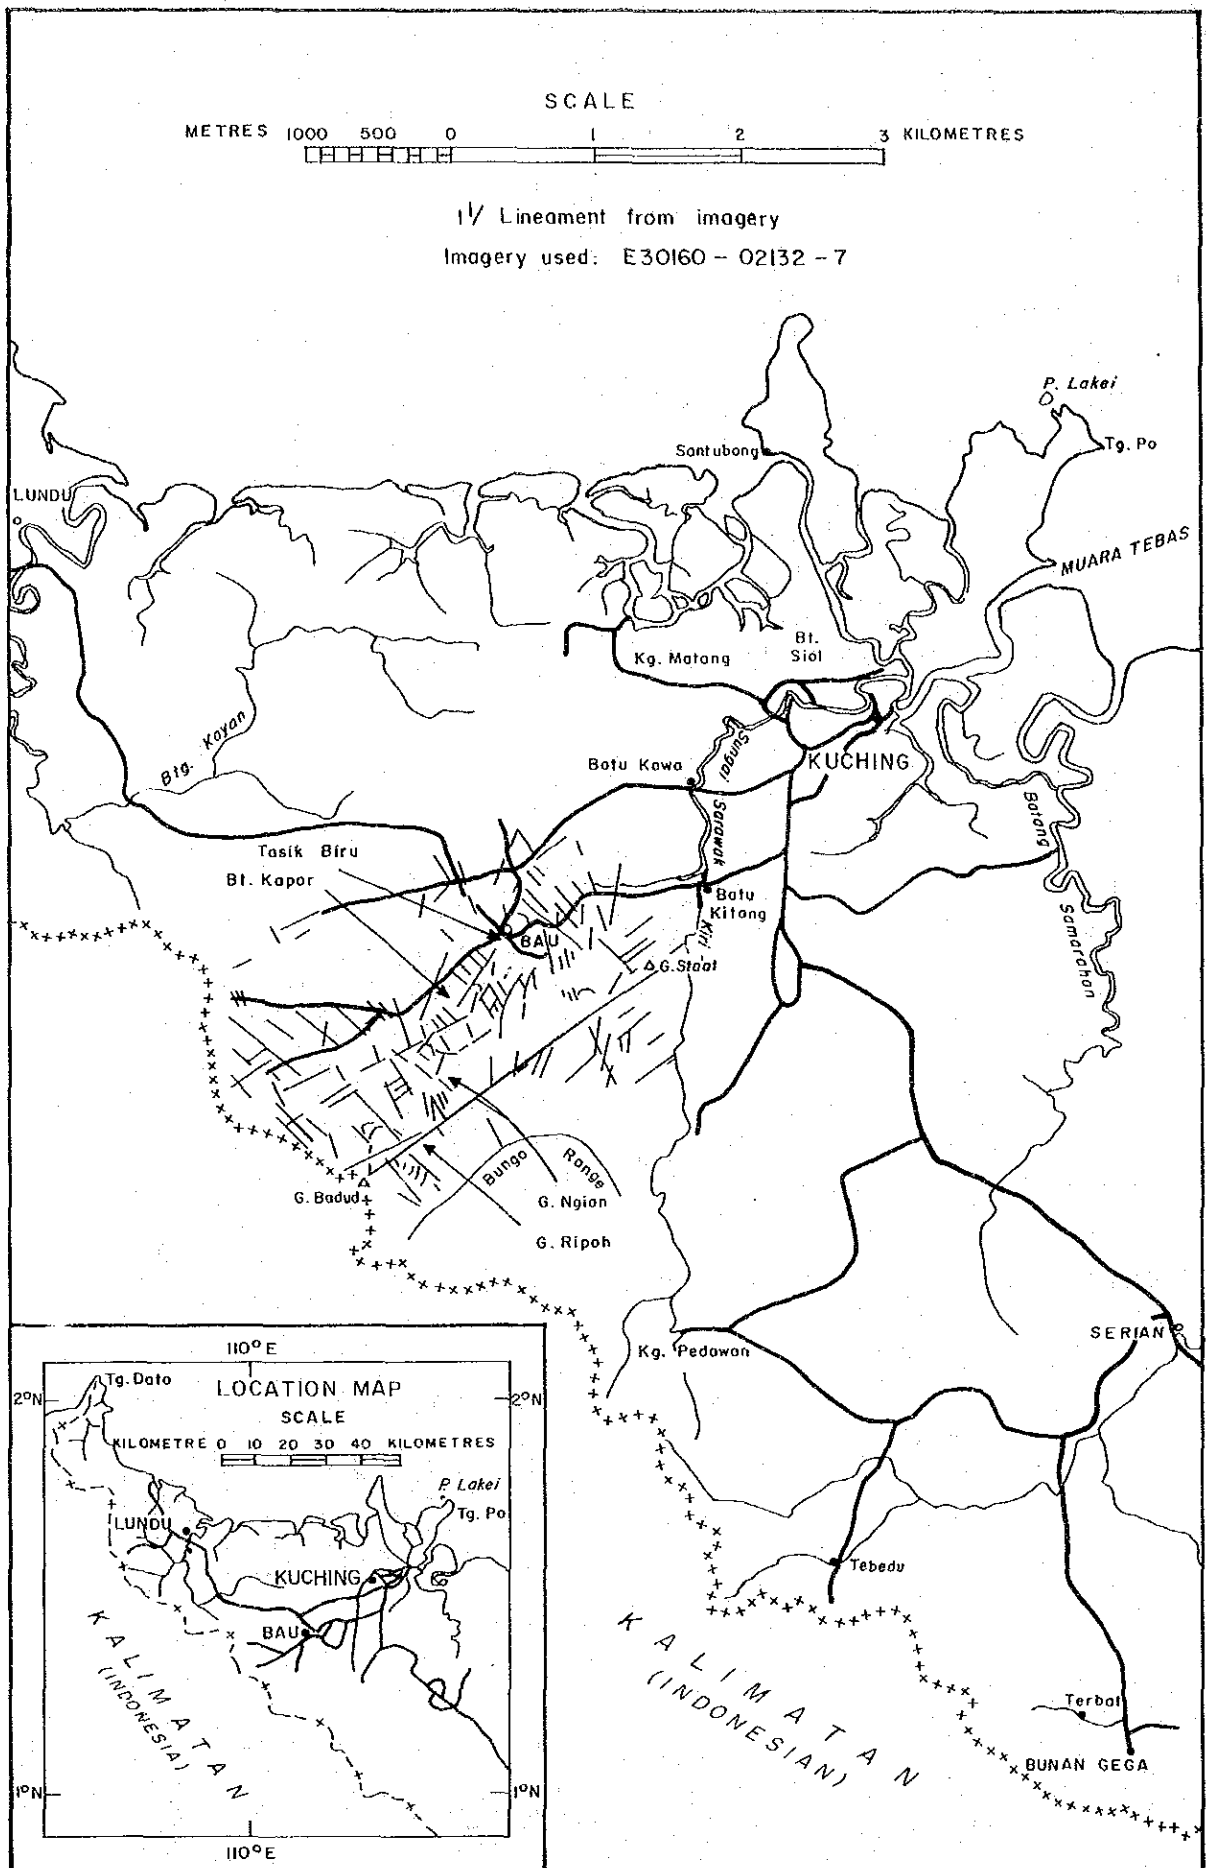 SCALE
METRES 1000 500 0 1 2 3 KILOMETRES
Lineament from imagery
Imagery used: E30160 - 02132 - 7
P. Lakei
Tg. Po
Santubong
LUNDU
MUARA TEBAS
Bt.
Siol
Kg. Matang
Btg. Kayan
Sungai
Batu Kawa
KUCHING
Sarawak
Batang
Tasik Biru
Bt. Kapor
Batu
Kitang
Samarahan
BAU
Kiri
G. Staat
Bungo Range
G. Badud
G. Ngian
G. Ripoh
SERIAN
Kg. Pedawan
Tebedu
KALIMATAN
(INDONESIAN)
Terbat
BUNAN GEGA
110°E
Tg. Dato
LOCATION MAP
2°N 2°N
SCALE
KILOMETRE 0 10 20 30 40 KILOMETRES
P. Lakei
Tg. Po
LUNDU
KUCHING
BAU
KALIMATAN
(INDONESIA)
1°N 1°N
110°E